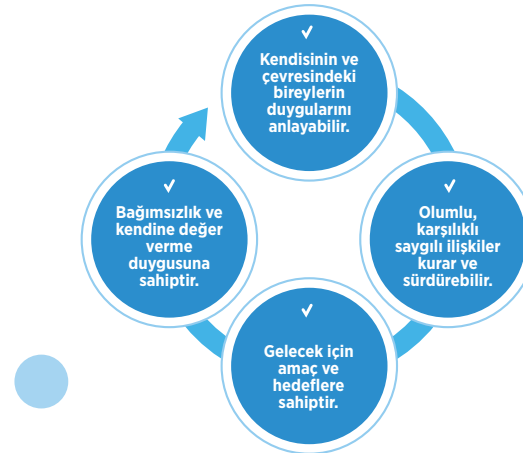 Kendisinin ve
çevresindeki
bireylerin
duygularını
anlayabilir.
Olumlu,
karşılıklı
saygılı ilişkiler
kurar ve
sürdürebilir.
Gelecek için
amaç ve
hedeflere
sahiptir.
Bağımsızlık ve
kendine değer
verme
duygusuna
sahiptir.